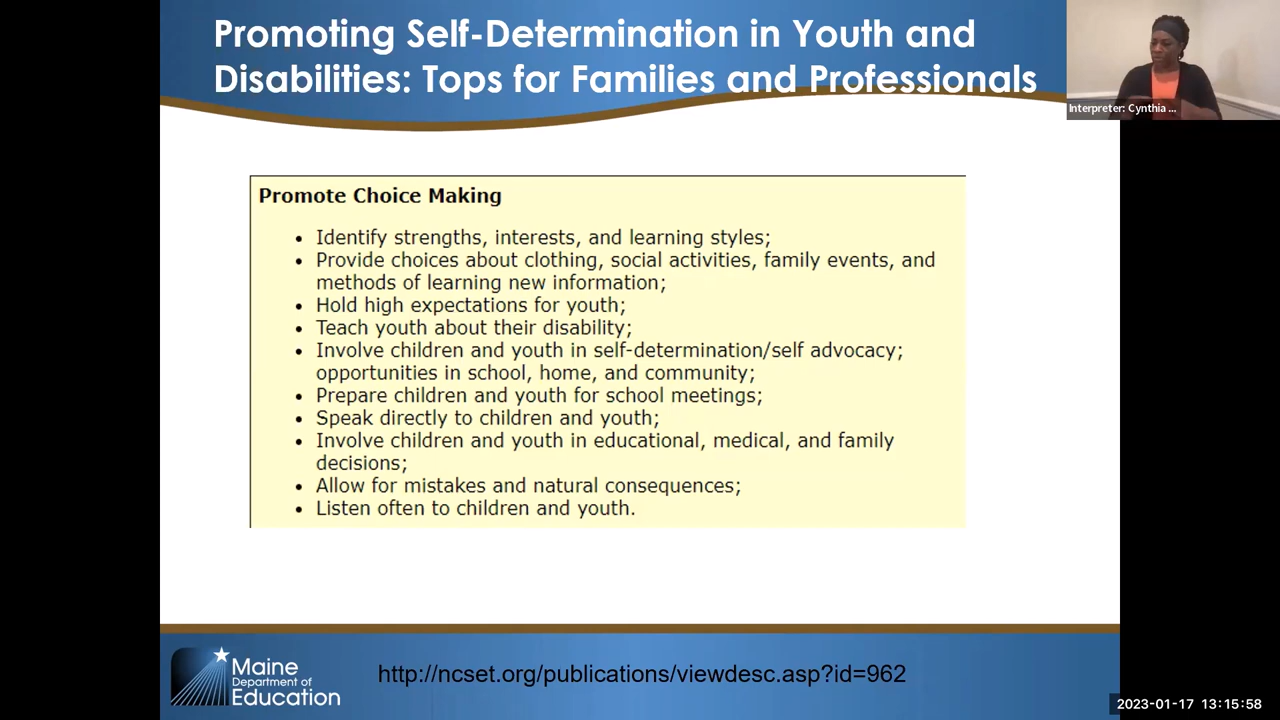 Promoting Self-Determination in Youth and
Disabilities: Tops for Families and Professionals
Interpreter: Cynthia ...
Promote Choice Making
• Identify strengths, interests, and learning styles;
• Provide choices about clothing, social activities, family events, and
methods of learning new information;
• Hold high expectations for youth;
• Teach youth about their disability;
• Involve children and youth in self-determination/self advocacy;
opportunities in school, home, and community;
• Prepare children and youth for school meetings;
• Speak directly to children and youth;
• Involve children and youth in educational, medical, and family
decisions;
• Allow for mistakes and natural consequences;
• Listen often to children and youth.
Maine
Department of
Education
http://ncset.org/publications/viewdesc.asp?id=962
2023-01-17 13:15:58